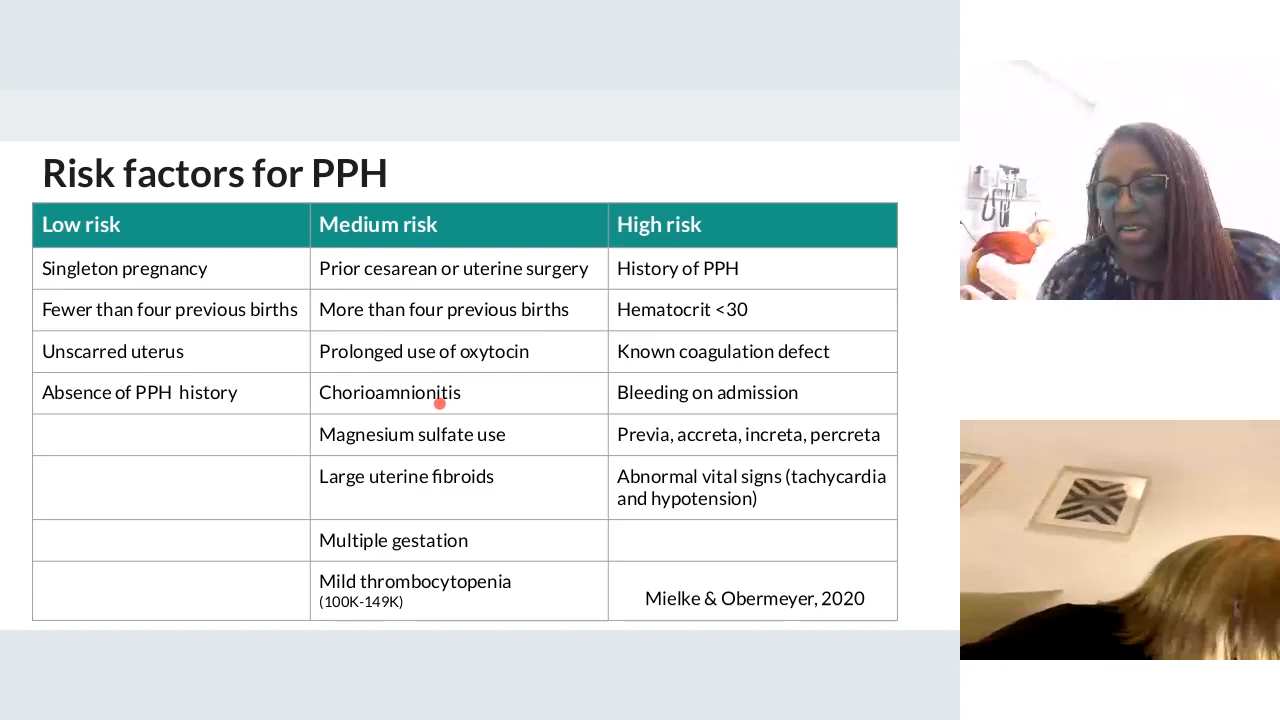 Risk factors for PPH
Low risk
Medium risk
High risk
Singleton pregnancy
Prior cesarean or uterine surgery
History of PPH
Fewer than four previous births
More than four previous births
Hematocrit <30
Unscarred uterus
Prolonged use of oxytocin
Known coagulation defect
Absence of PPH history
Chorioamnionitis
Bleeding on admission
Magnesium sulfate use
Previa, accreta, increta, percreta
Large uterine fibroids
Abnormal vital signs (tachycardia
and hypotension)
Multiple gestation
Mild thrombocytopenia
(100K-149K)
Mielke & Obermeyer, 2020